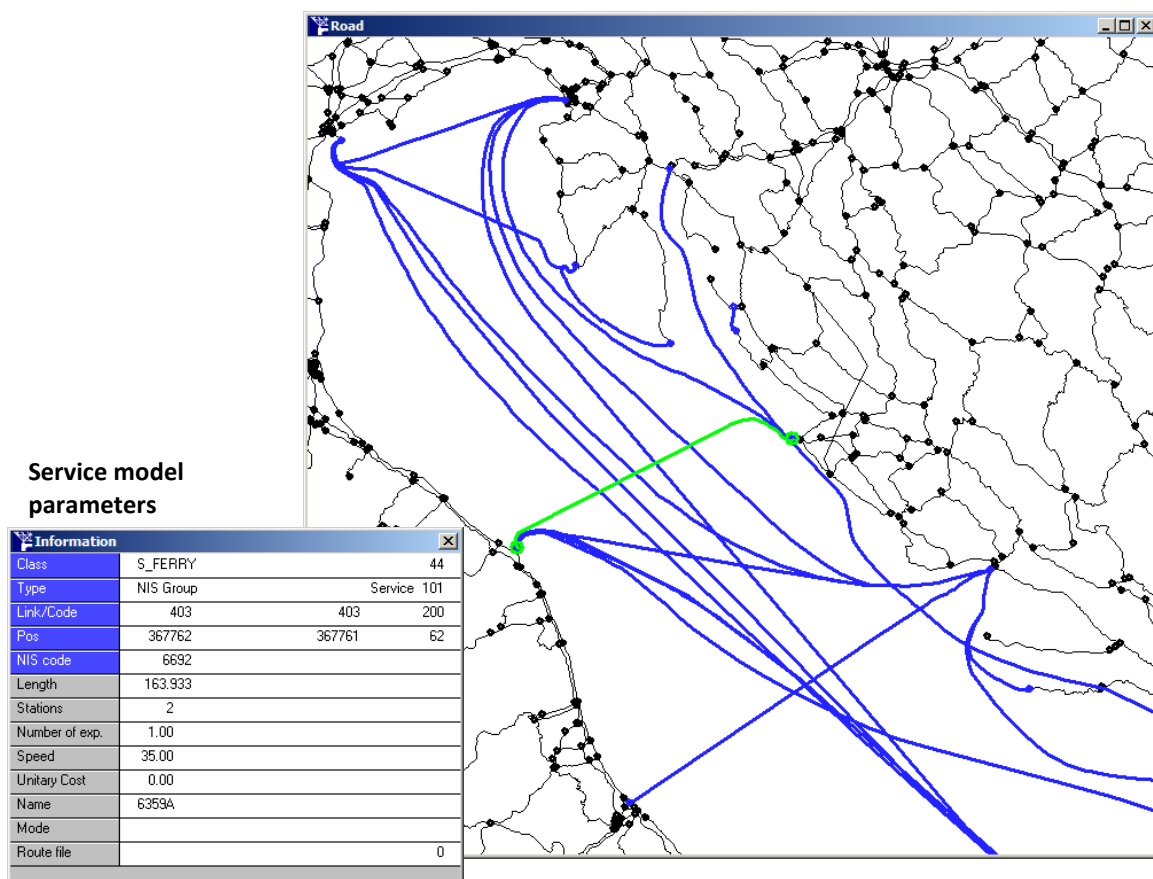 Road
Service model
parameters
Information
Class S_FERRY 44
Type NIS Group Service 101
Link/Code 403 403 200
Pos 367762 367761 62
NIS code 6692
Length 163.933
Stations 2
Number of exp. 1.00
Speed 35.00
Unitary Cost 0.00
Name 6359A
Mode
Route file 0